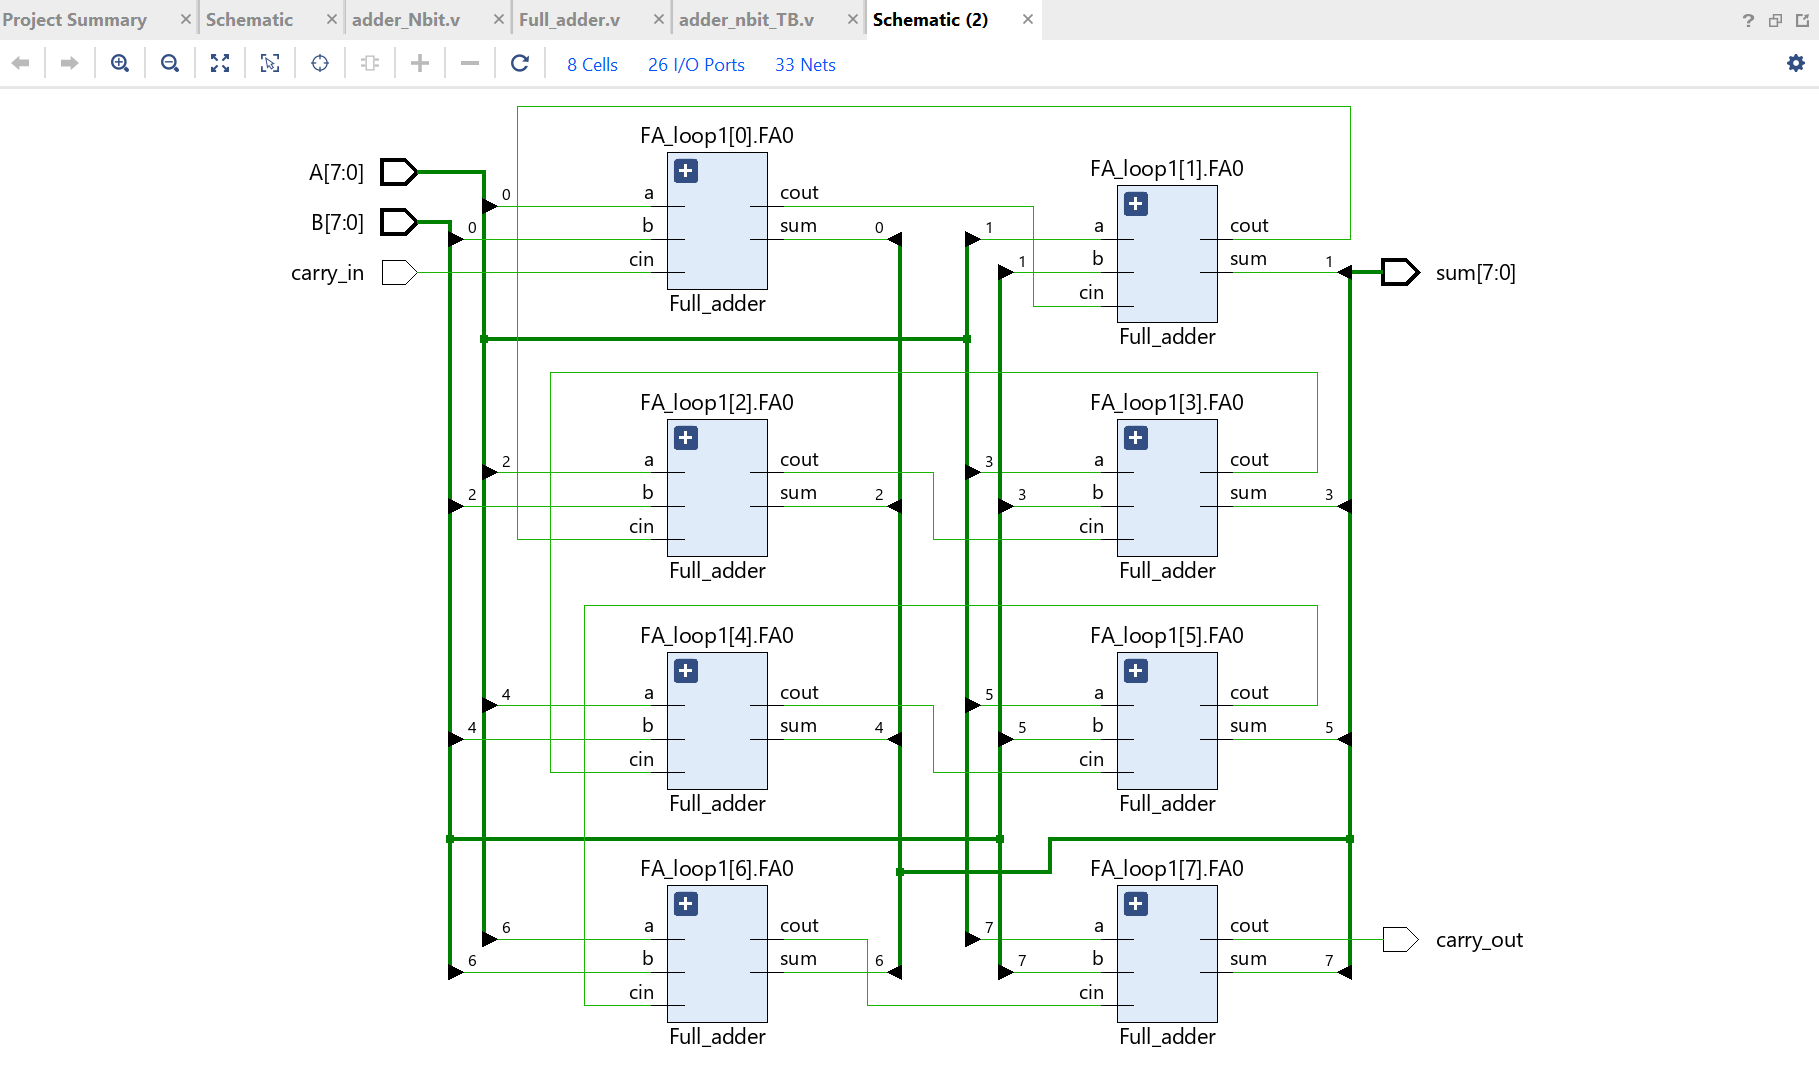 Project Summary × Schematic × adder_Nbit.v × Full_adder.v × adder_nbit_TB.v × Schematic (2) × ?
8 Cells 26 I/O Ports 33 Nets
FA_loop1[0].FA0
A[7:0] 0 a cout
B[7:0] 0 b sum 0
carry_in cin
Full_adder
FA_loop1[1].FA0
1 a cout
1 b sum 1 sum[7:0]
cin
Full_adder
FA_loop1[2].FA0
2 a cout
2 b sum 2
cin
Full_adder
FA_loop1[3].FA0
3 a cout
3 b sum 3
cin
Full_adder
FA_loop1[4].FA0
4 a cout
4 b sum 4
cin
Full_adder
FA_loop1[5].FA0
5 a cout
5 b sum 5
cin
Full_adder
FA_loop1[6].FA0
6 a cout
6 b sum 6
cin
Full_adder
FA_loop1[7].FA0
7 a cout carry_out
7 b sum 7
cin
Full_adder